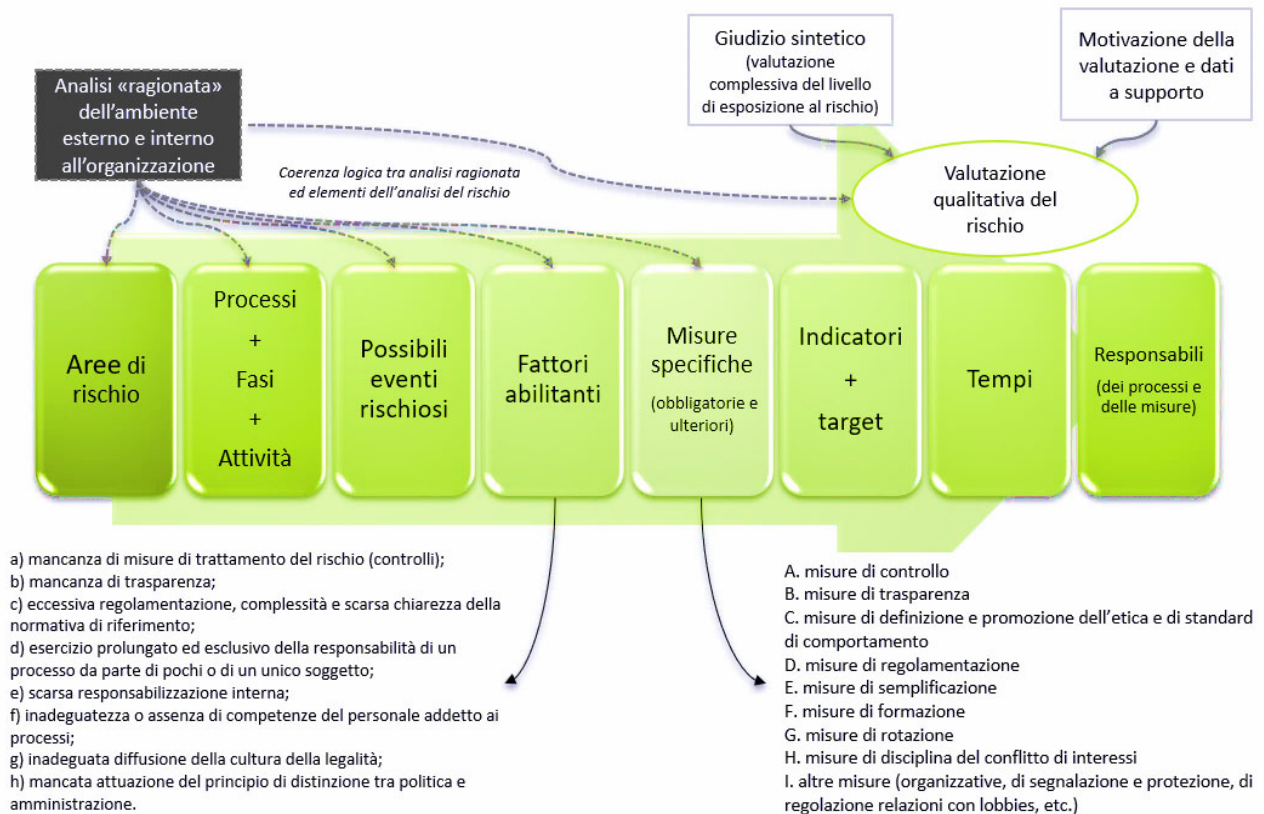 Analisi «ragionata»
dell'ambiente
esterno e interno
all'organizzazione
Giudizio sintetico
(valutazione
complessiva del livello
di esposizione al rischio)
Motivazione della
valutazione e dati
a supporto
Coerenza logica tra analisi ragionata
ed elementi dell'analisi del rischio
Valutazione
qualitativa del
rischio
Aree di
rischio
Processi
+
Fasi
+
Attività
Possibili
eventi
rischiosi
Fattori
abilitanti
Misure
specifiche
(obbligatorie e
ulteriori)
Indicatori
+
target
Tempi
Responsabili
(dei processi e
delle misure)
a) mancanza di misure di trattamento del rischio (controlli);
b) mancanza di trasparenza;
c) eccessiva regolamentazione, complessità e scarsa chiarezza della
normativa di riferimento;
d) esercizio prolungato ed esclusivo della responsabilità di un
processo da parte di pochi o di un unico soggetto;
e) scarsa responsabilizzazione interna;
f) inadeguatezza o assenza di competenze del personale addetto ai
processi;
g) inadeguata diffusione della cultura della legalità;
h) mancata attuazione del principio di distinzione tra politica e
amministrazione.
A. misure di controllo
B. misure di trasparenza
C. misure di definizione e promozione dell'etica e di standard
di comportamento
D. misure di regolamentazione
E. misure di semplificazione
F. misure di formazione
G. misure di rotazione
H. misure di disciplina del conflitto di interessi
I. altre misure (organizzative, di segnalazione e protezione, di
regolazione relazioni con lobbies, etc.)